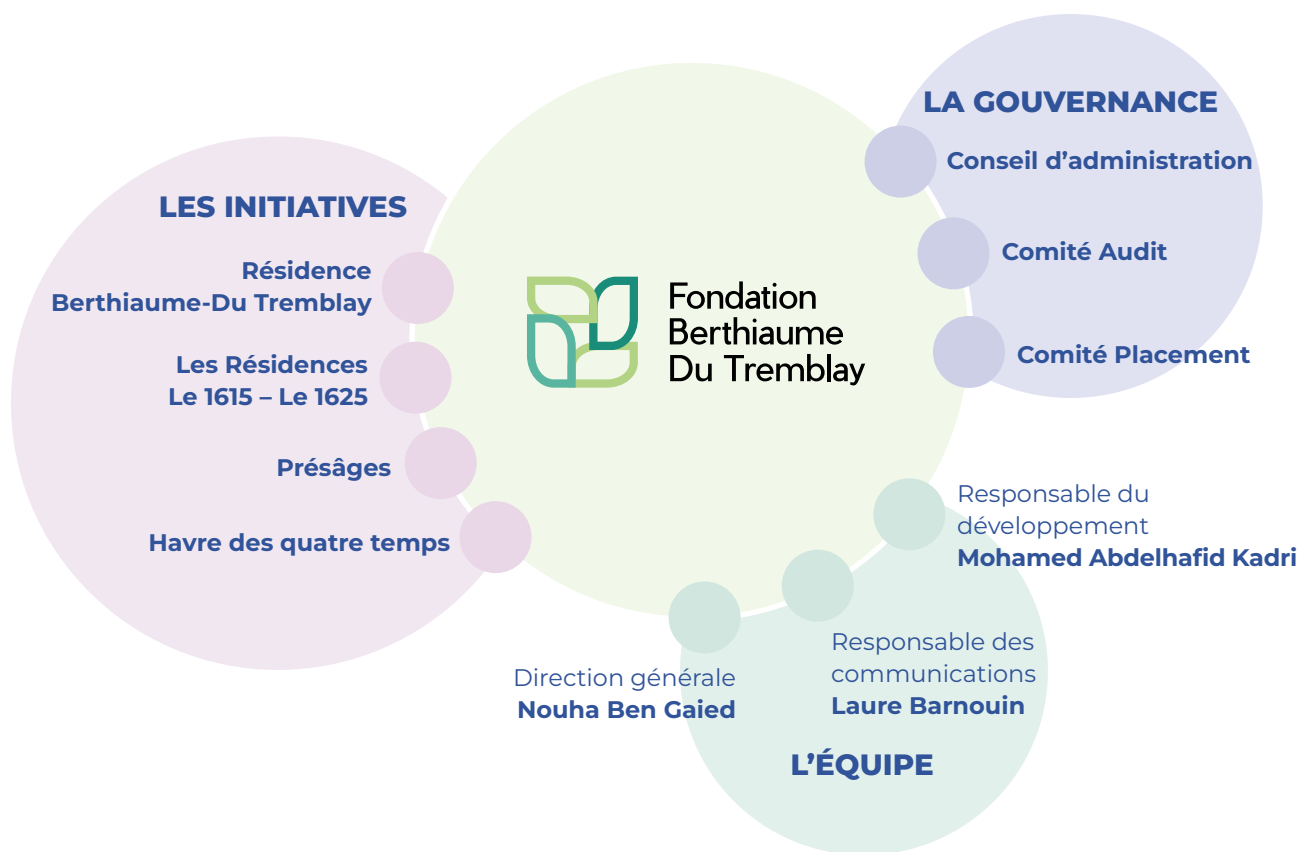 LES INITIATIVES
Résidence
Berthiaume-Du Tremblay
Les Résidences
Le 1615 – Le 1625
Présâges
Havre des quatre temps
Fondation
Berthiaume
Du Tremblay
LA GOUVERNANCE
Conseil d’administration
Comité Audit
Comité Placement
Responsable du
développement
Mohamed Abdelhafid Kadri
Responsable des
communications
Laure Barnouin
Direction générale
Nouha Ben Gaied
L’ÉQUIPE